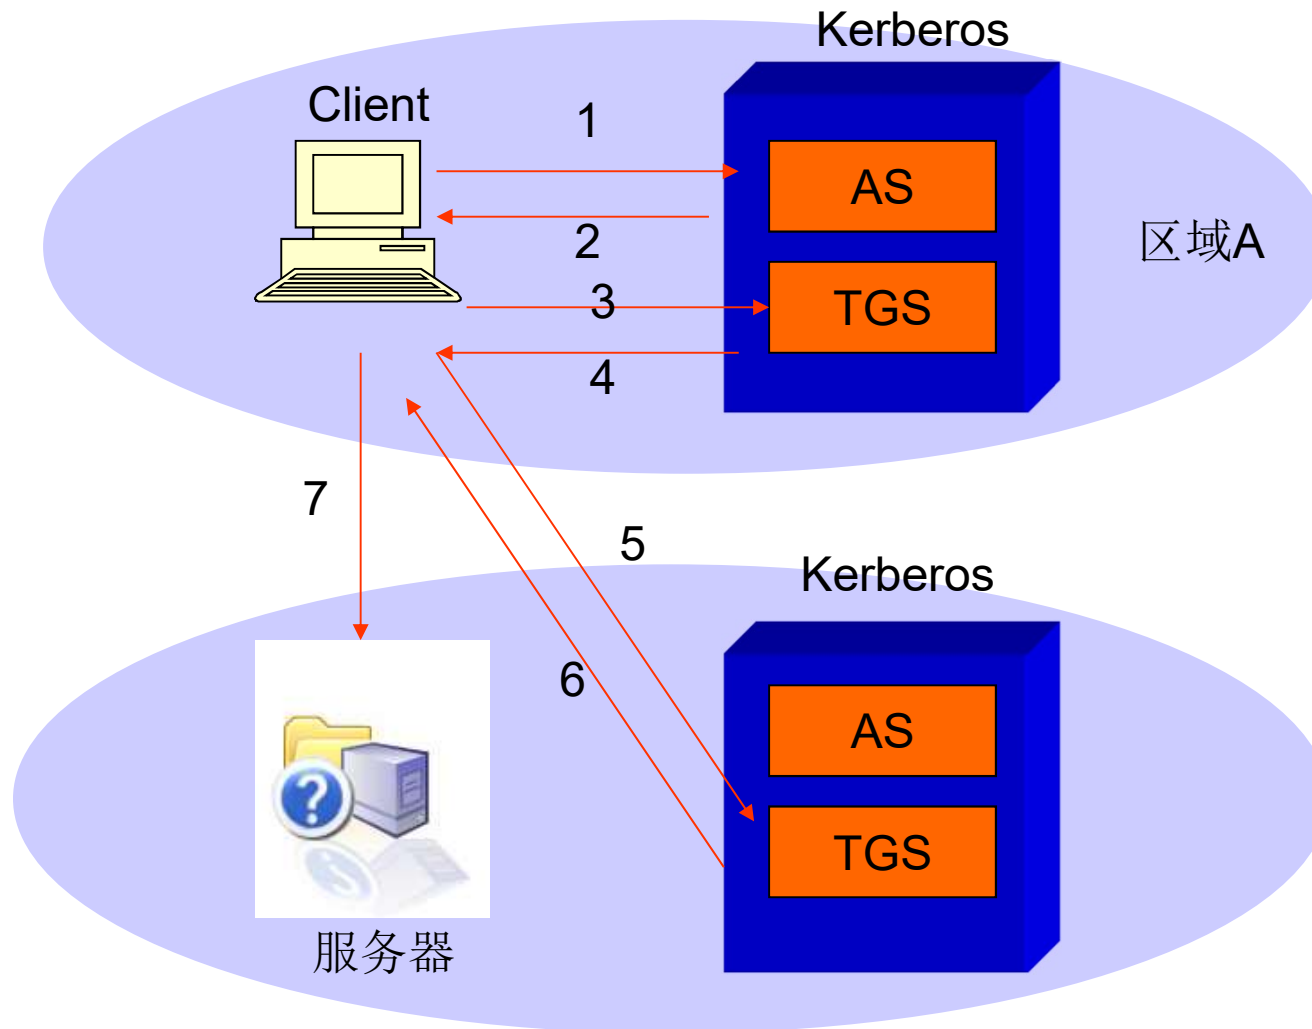 Kerberos
Client
1
AS
2
区域A
3
TGS
4
7
5
Kerberos
6
AS
TGS
服务器